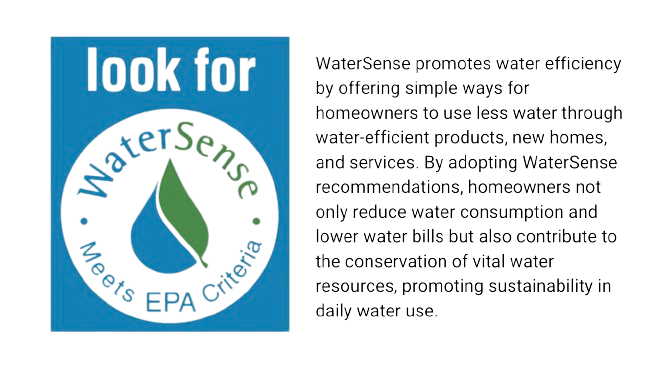 look for
WaterSense
Meets EPA Criteria
WaterSense promotes water efficiency
by offering simple ways for
homeowners to use less water through
water-efficient products, new homes,
and services. By adopting WaterSense
recommendations, homeowners not
only reduce water consumption and
lower water bills but also contribute to
the conservation of vital water
resources, promoting sustainability in
daily water use.